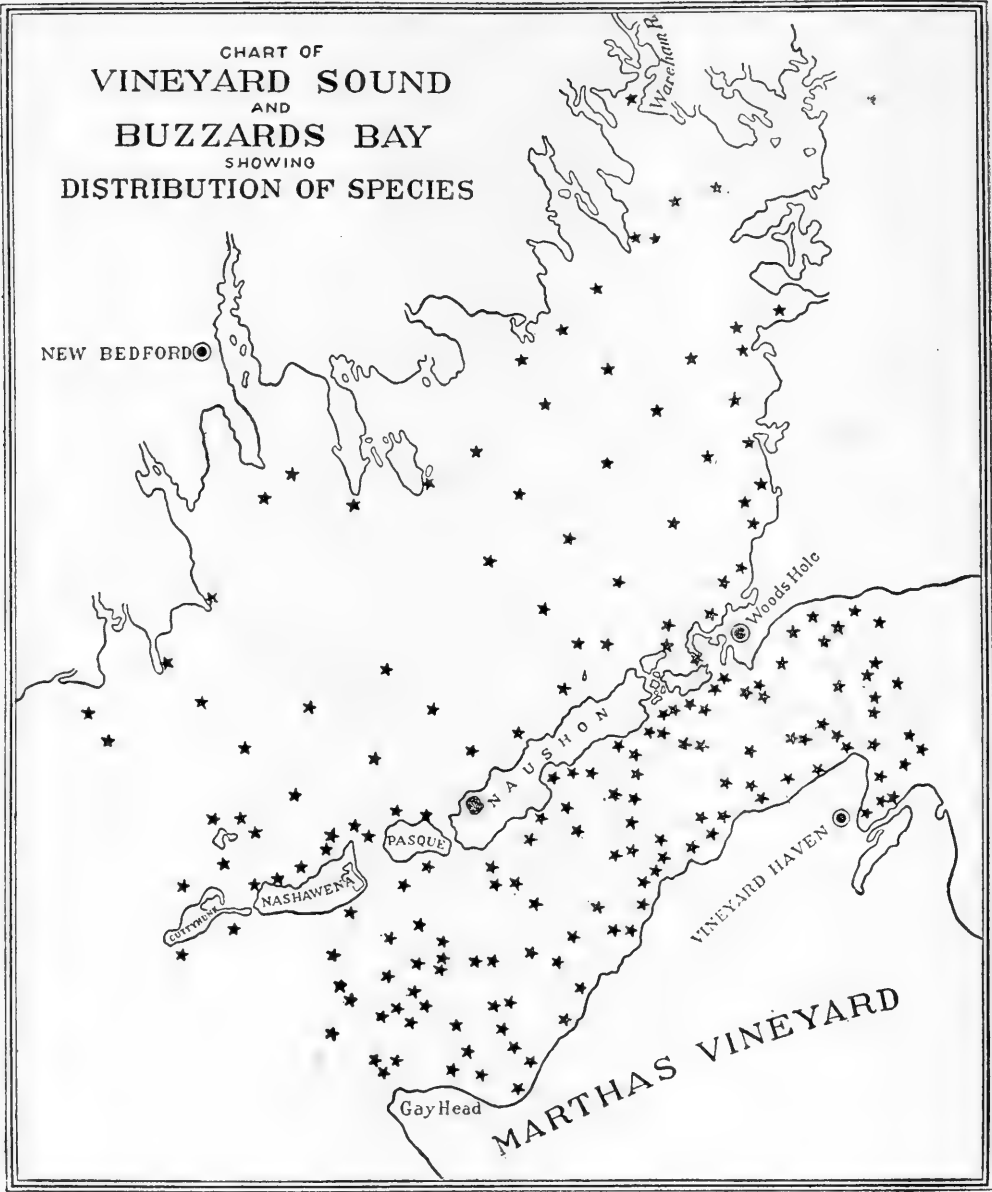 CHART OF
VINEYARD SOUND
AND
BUZZARDS BAY
SHOWING
DISTRIBUTION OF SPECIES
Wareham R.
NEW BEDFORD
Woods Hole
NAUSHON
PASQUE
NASHAWENA
CUTTYHUNK
VINEYARD HAVEN
MARTHAS VINEYARD
Gay Head